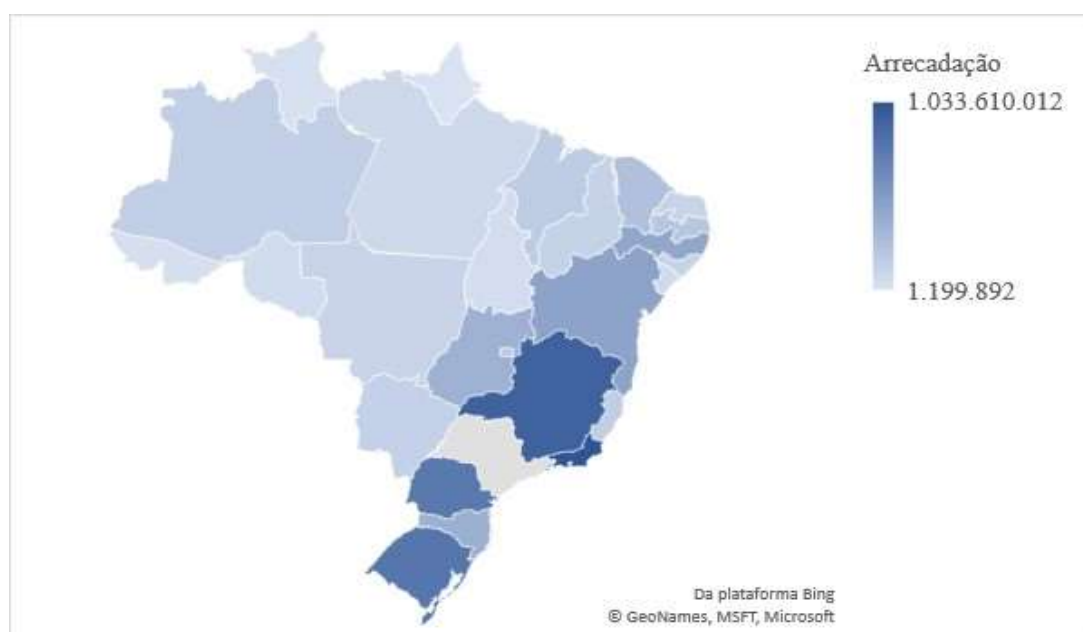 Arrecadação
1.033.610.012
1.199.892
Da plataforma Bing
© GeoNames, MSFT, Microsoft